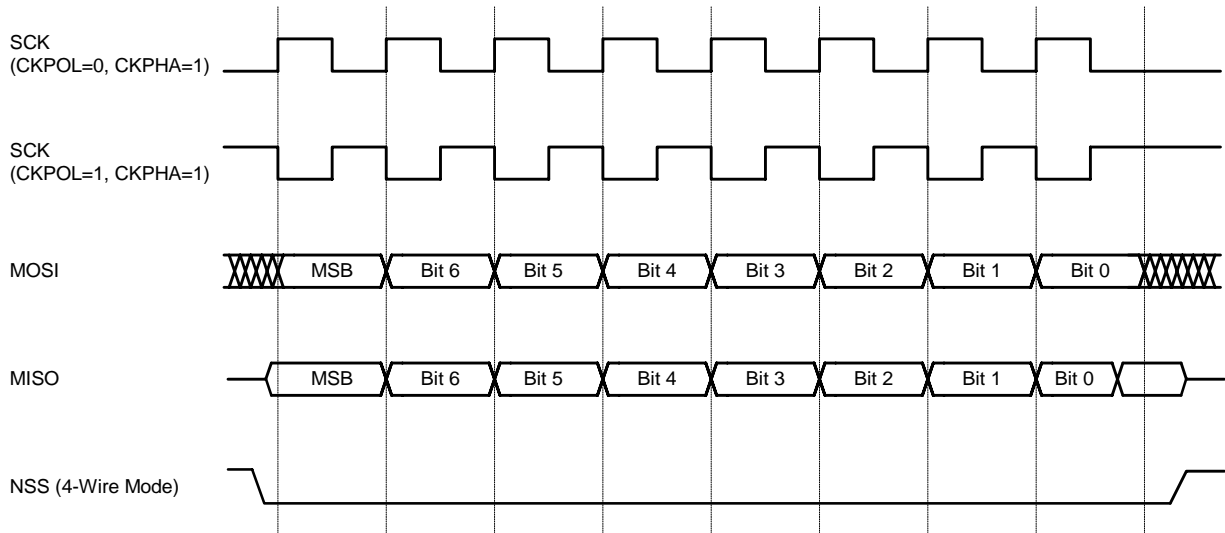 SCK
(CKPOL=0, CKPHA=1)
SCK
(CKPOL=1, CKPHA=1)
MOSI
MSB
Bit 6
Bit 5
Bit 4
Bit 3
Bit 2
Bit 1
Bit 0
MISO
MSB
Bit 6
Bit 5
Bit 4
Bit 3
Bit 2
Bit 1
Bit 0
NSS (4-Wire Mode)